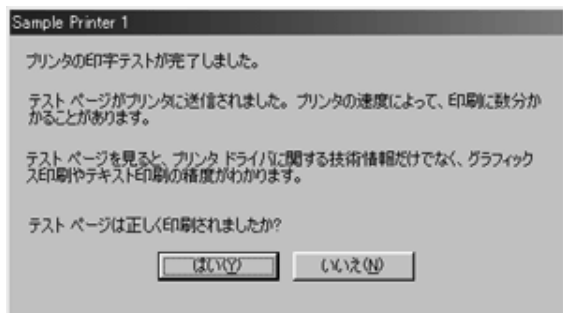 Sample Printer 1
プリンタの印字テストが完了しました。
テスト ページがプリンタに送信されました。プリンタの速度によって、印刷に数分か
かることがあります。
テスト ページを見ると、プリンタ ドライバに関する技術情報だけでなく、グラフィック
ス印刷やテキスト印刷の精度がわかります。
テスト ページは正しく印刷されましたか?
はい(Y)
いいえ(N)